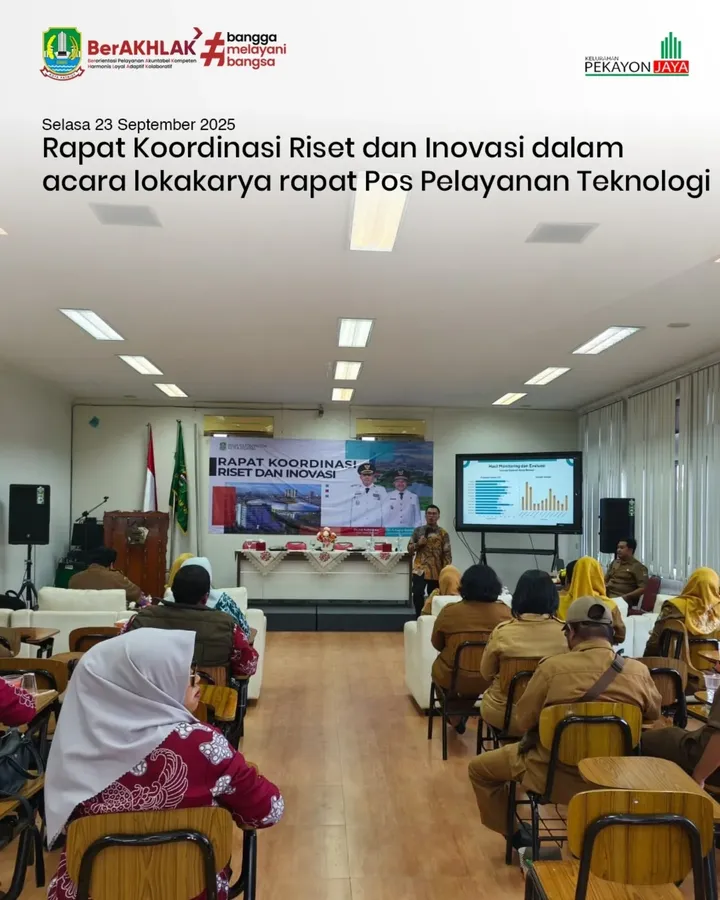 BerAKHLAK
Berorientasi Pelayanan Akuntabel Kompeten
Harmonis Loyal Adaptif Kolaboratif
#bangga
melayani
bangsa
KELURAHAN
PEKAYON JAYA
Selasa 23 September 2025
Rapat Koordinasi Riset dan Inovasi dalam
acara lokakarya rapat Pos Pelayanan Teknologi
RAPAT KOORDINASI
RISET DAN INOVASI
Hasil Monitoring dan Evaluasi